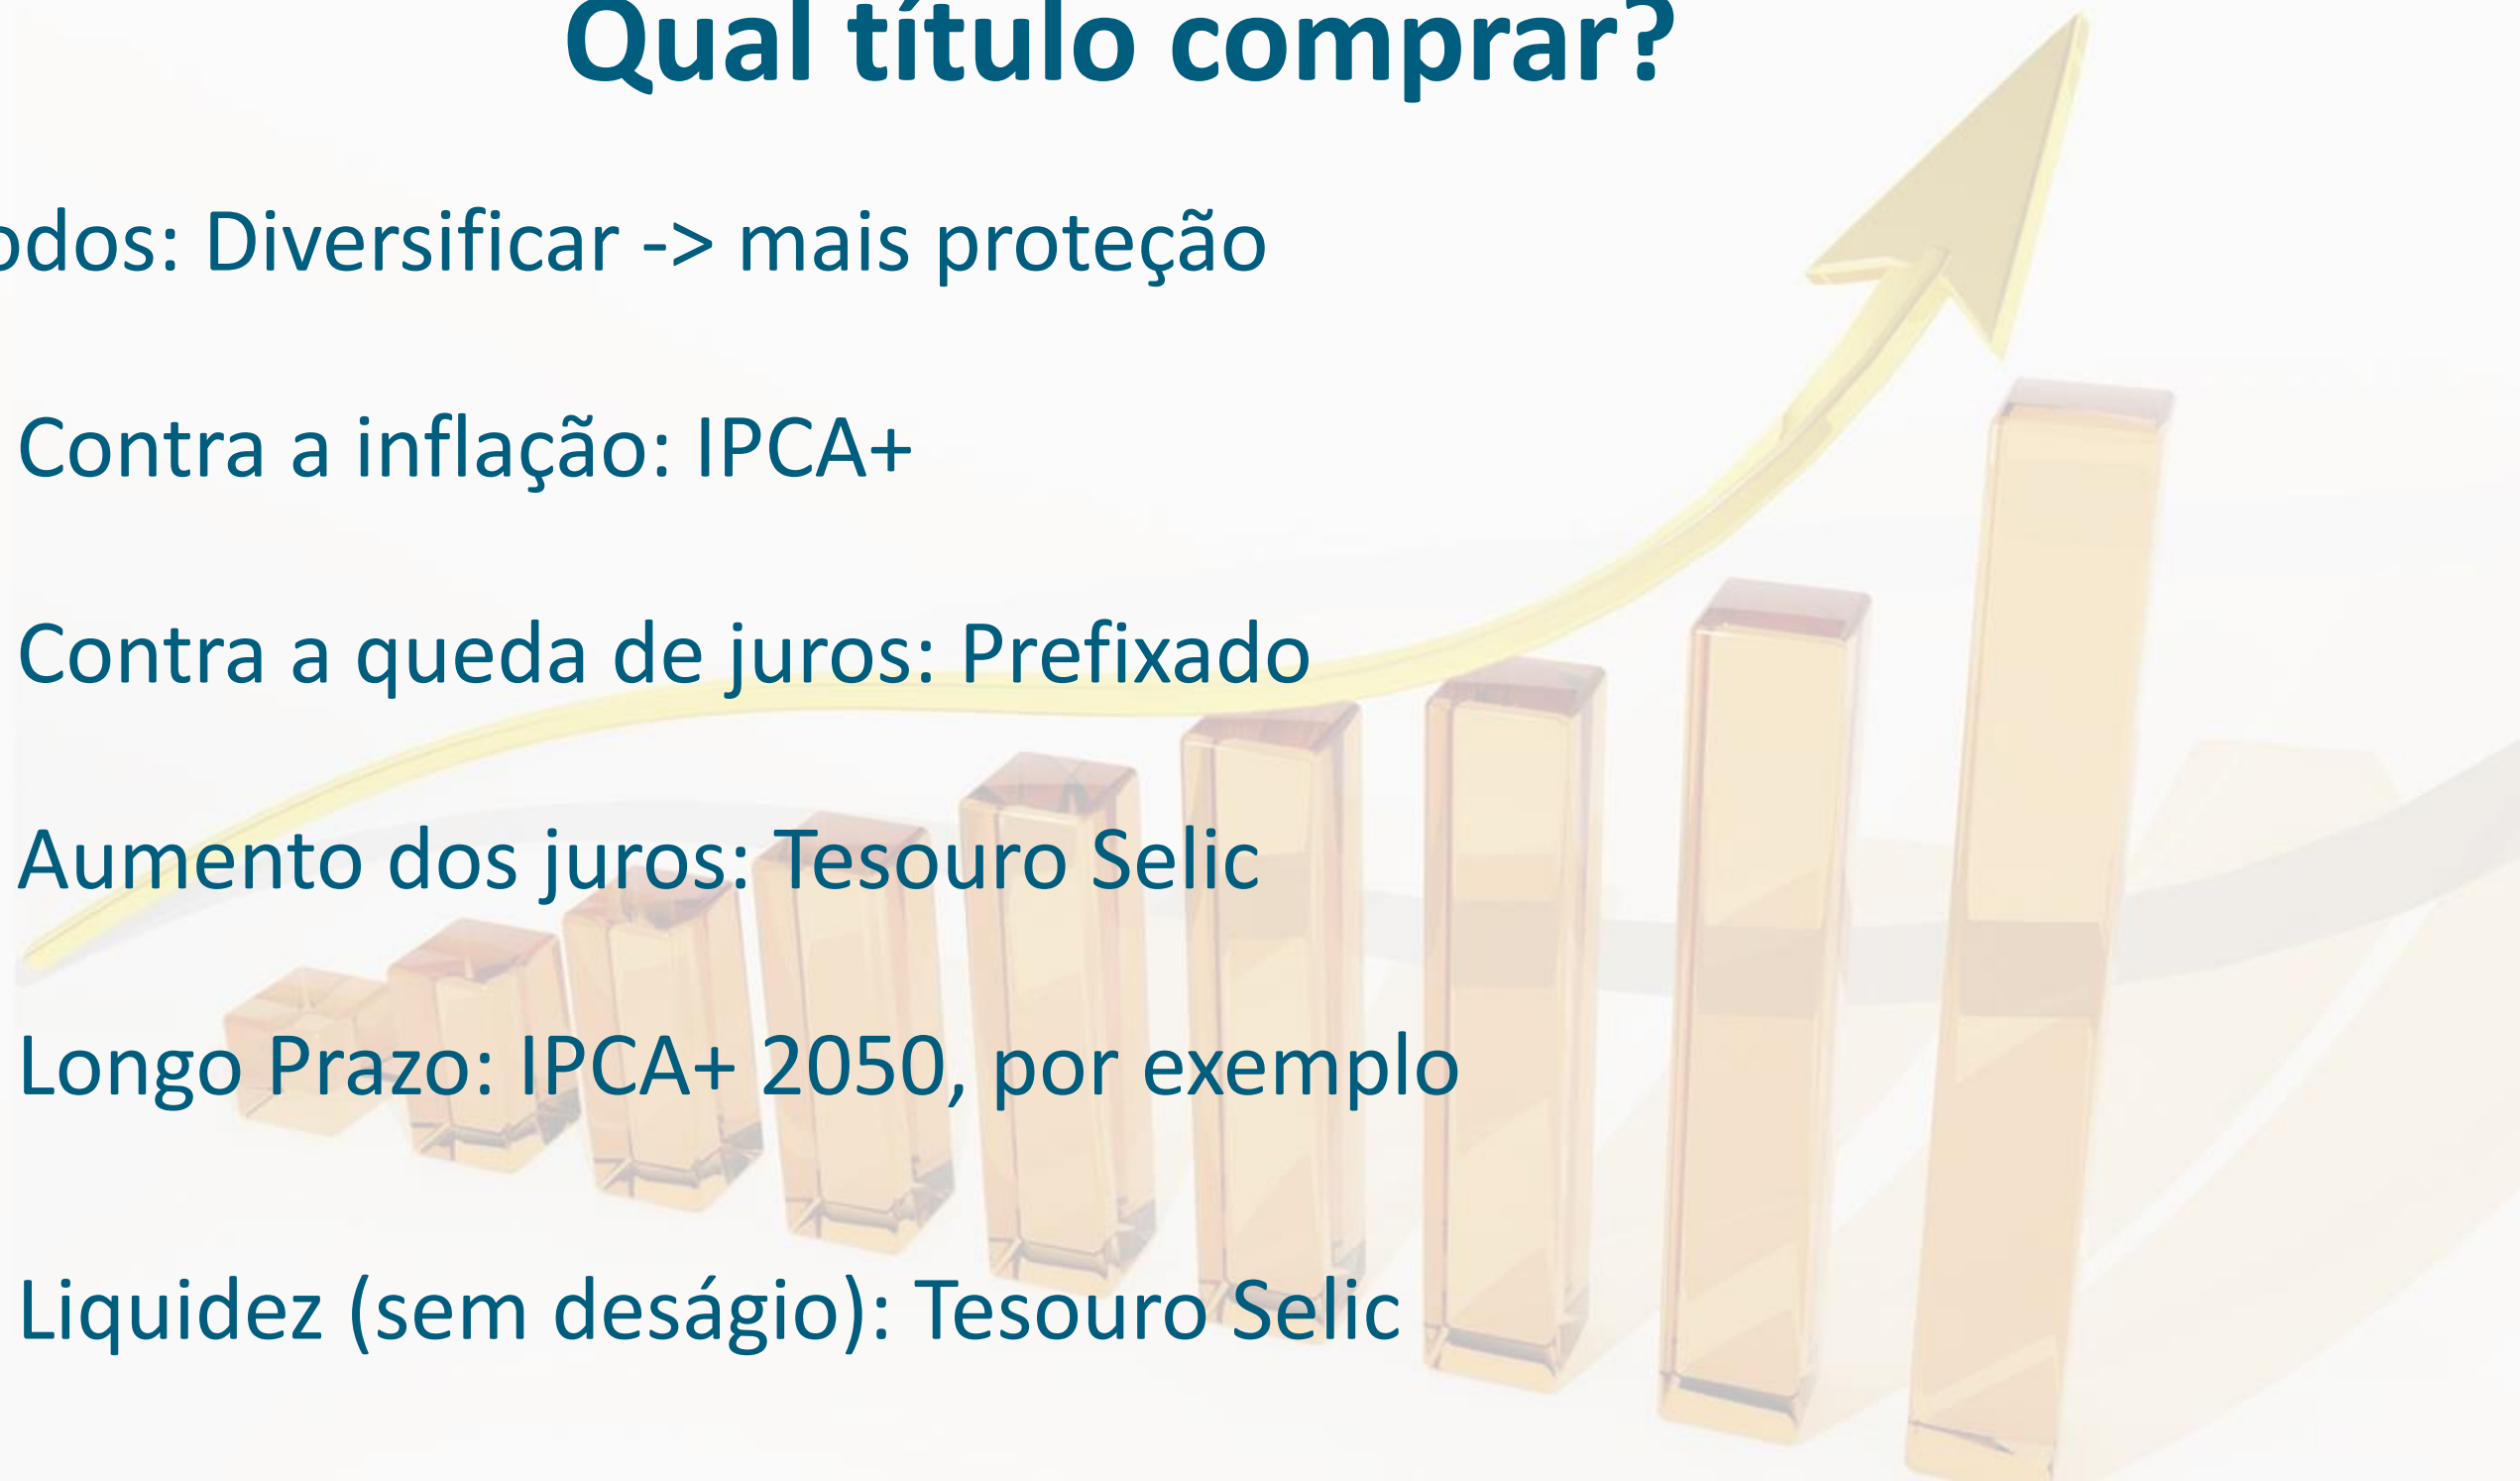 Qual título comprar?
odos: Diversificar -> mais proteção
Contra a inflação: IPCA+
Contra a queda de juros: Prefixado
Aumento dos juros: Tesouro Selic
Longo Prazo: IPCA+ 2050, por exemplo
Liquidez (sem deságio): Tesouro Selic